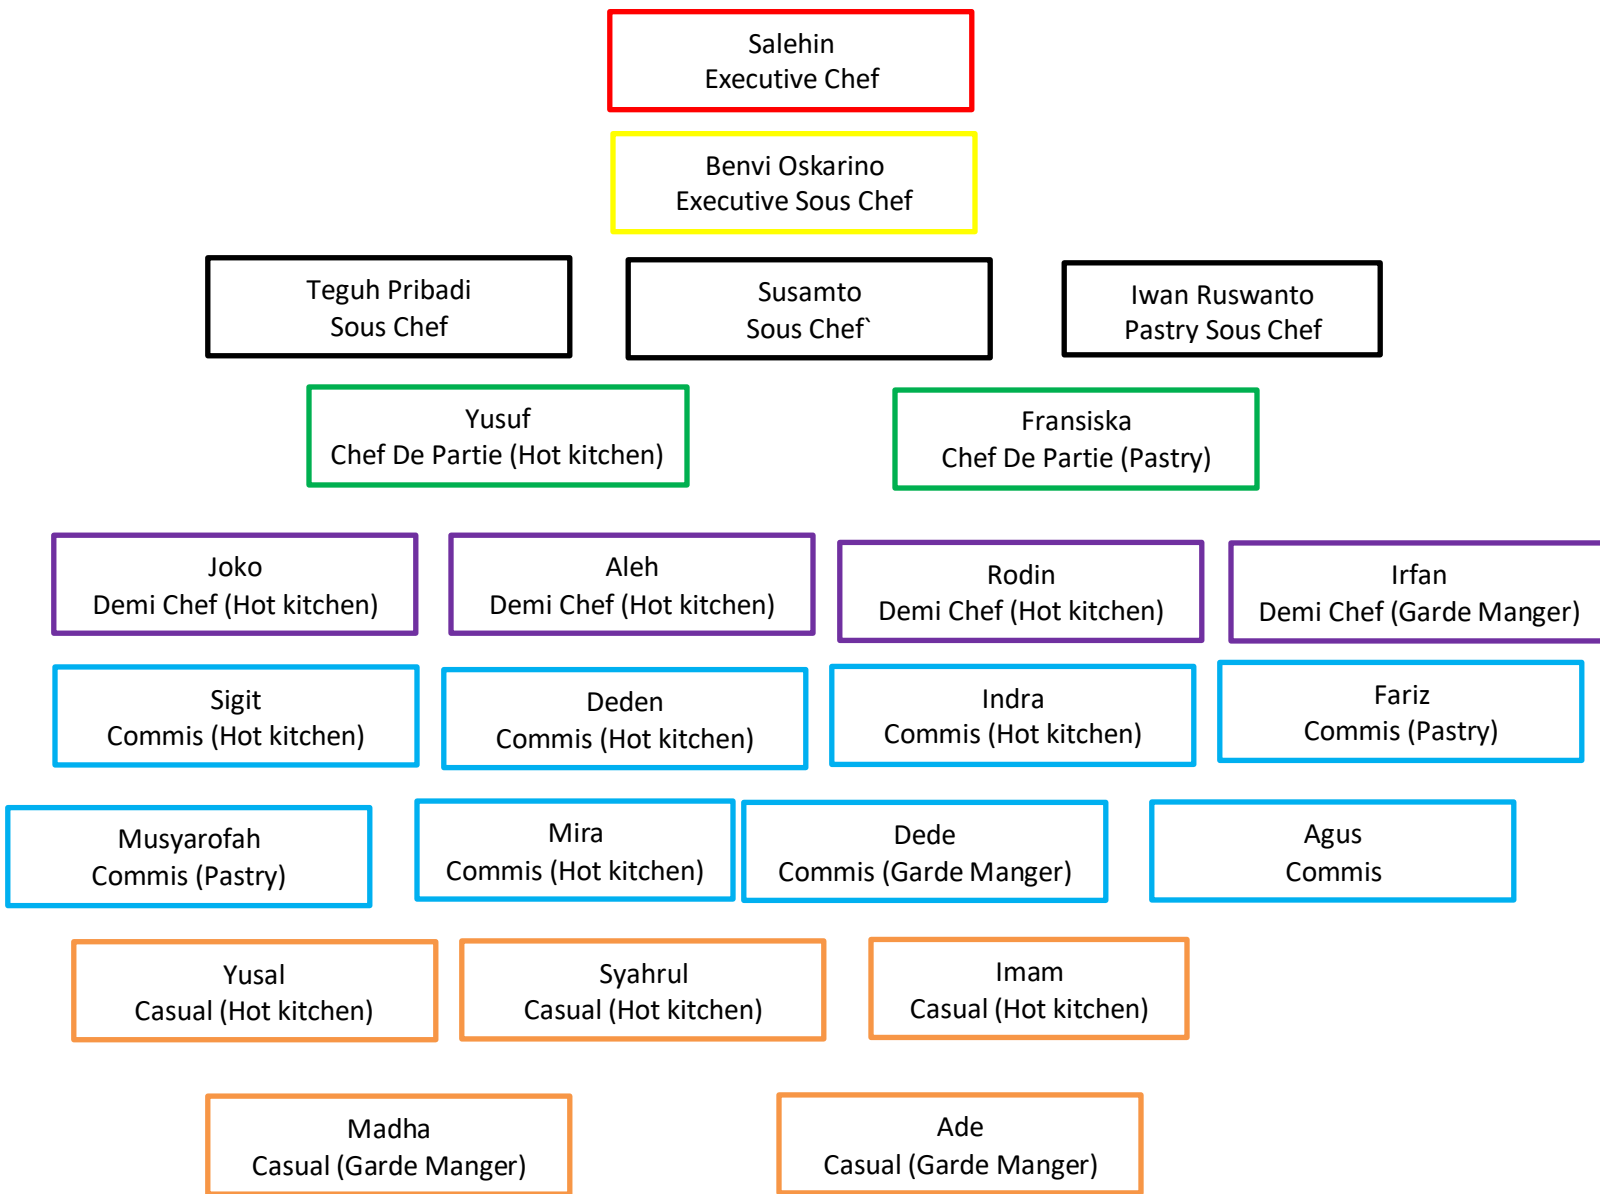 Salehin
Executive Chef
Benvi Oskarino
Executive Sous Chef
Teguh Pribadi
Sous Chef
Susamto
Sous Chef`
Iwan Ruswanto
Pastry Sous Chef
Yusuf
Chef De Partie (Hot kitchen)
Fransiska
Chef De Partie (Pastry)
Joko
Demi Chef (Hot kitchen)
Aleh
Demi Chef (Hot kitchen)
Rodin
Demi Chef (Hot kitchen)
Irfan
Demi Chef (Garde Manger)
Sigit
Commis (Hot kitchen)
Deden
Commis (Hot kitchen)
Indra
Commis (Hot kitchen)
Fariz
Commis (Pastry)
Musyarofah
Commis (Pastry)
Mira
Commis (Hot kitchen)
Dede
Commis (Garde Manger)
Agus
Commis
Yusal
Casual (Hot kitchen)
Syahrul
Casual (Hot kitchen)
Imam
Casual (Hot kitchen)
Madha
Casual (Garde Manger)
Ade
Casual (Garde Manger)